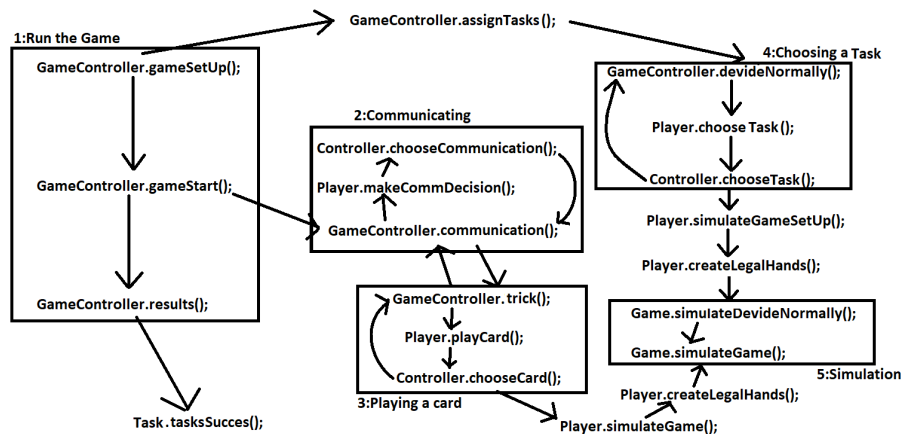 GameController.assignTasks();
1:Run the Game
GameController.gameSetUp();
GameController.gameStart();
GameController.results();
Task.tasksSucces();
2:Communicating
Controller.chooseCommunication();
Player.makeCommDecision();
GameController.communication();
GameController.trick();
Player.playCard();
Controller.chooseCard();
3:Playing a card
4:Choosing a Task
GameController.devideNormally();
Player.choose Task();
Controller.chooseTask();
Player.simulateGameSetUp();
Player.createLegalHands();
Game.simulateDevideNormally();
Game.simulateGame();
5:Simulation
Player.createLegalHands();
Player.simulateGame();